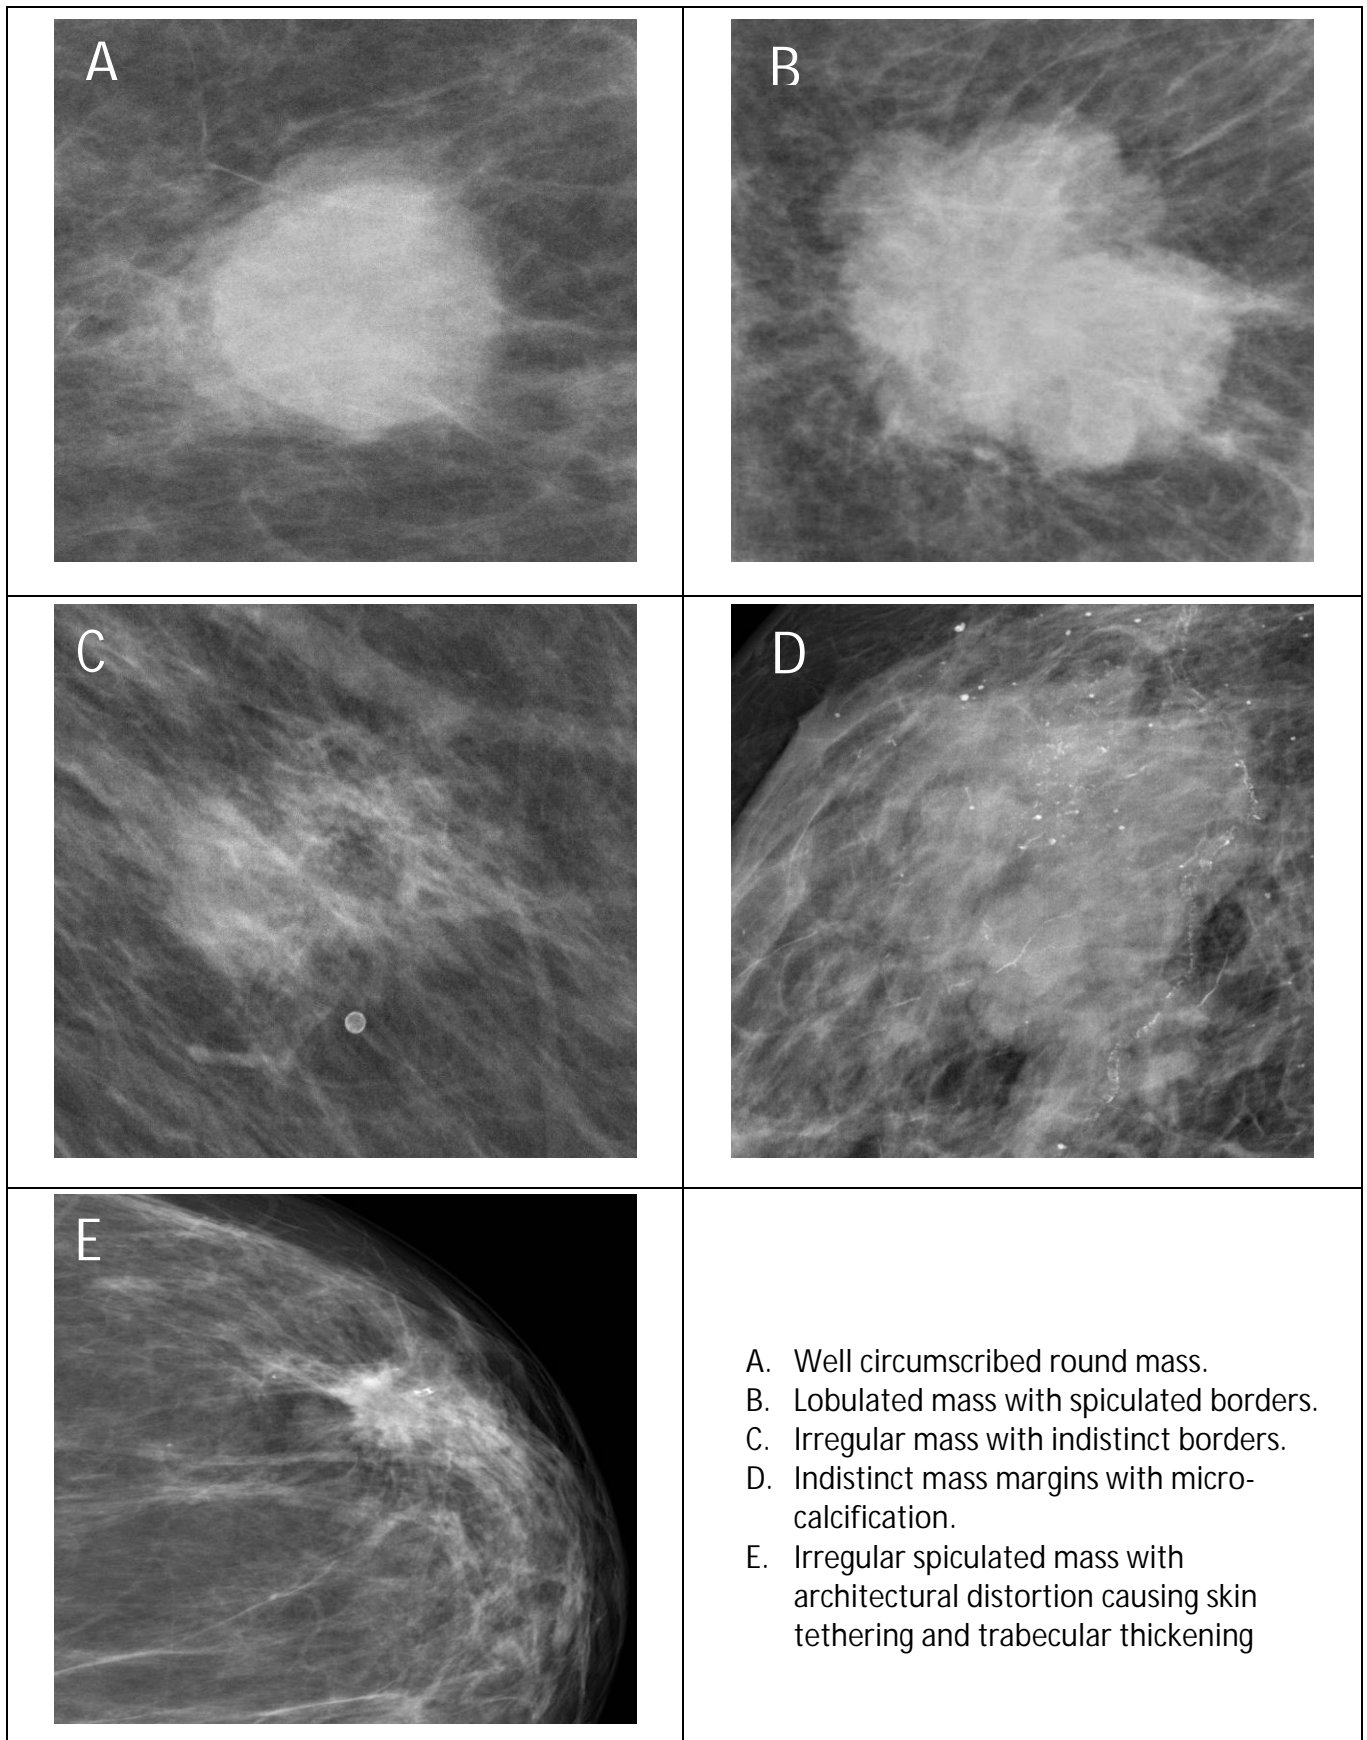 A
B
C
D
E
A. Well circumscribed round mass.
B. Lobulated mass with spiculated borders.
C. Irregular mass with indistinct borders.
D. Indistinct mass margins with micro-
calcification.
E. Irregular spiculated mass with
architectural distortion causing skin
tethering and trabecular thickening